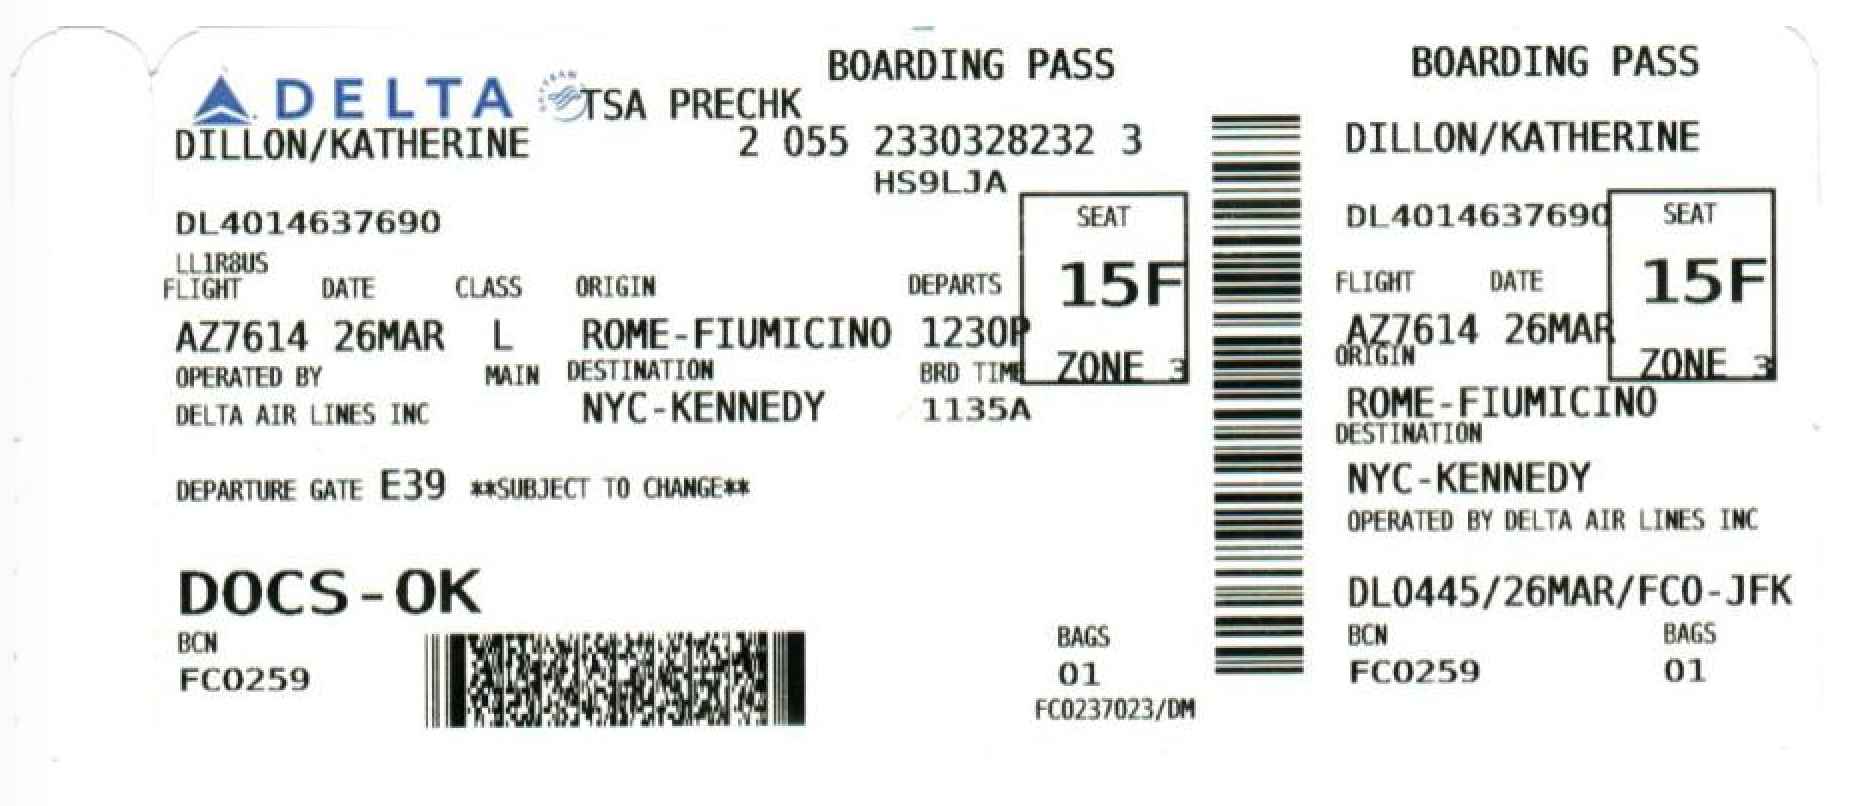 BOARDING PASS
DELTA TSA PRECHK
DILLON/KATHERINE 2 055 2330328232 3
HS9LJA
DL4014637690 SEAT
LL1R8US 15F
FLIGHT DATE CLASS ORIGIN DEPARTS
AZ7614 26MAR L ROME-FIUMICINO 1230P
OPERATED BY MAIN DESTINATION BRD TIME ZONE 3
DELTA AIR LINES INC NYC-KENNEDY 1135A
DEPARTURE GATE E39 **SUBJECT TO CHANGE**
DOCS-OK
BCN BAGS
FCO259 01
FCO237023/DM
BOARDING PASS
DILLON/KATHERINE
DL4014637690 SEAT
FLIGHT DATE 15F
AZ7614 26MAR
ORIGIN ZONE 3
ROME-FIUMICINO
DESTINATION
NYC-KENNEDY
OPERATED BY DELTA AIR LINES INC
DL0445/26MAR/FCO-JFK
BCN BAGS
FCO259 01